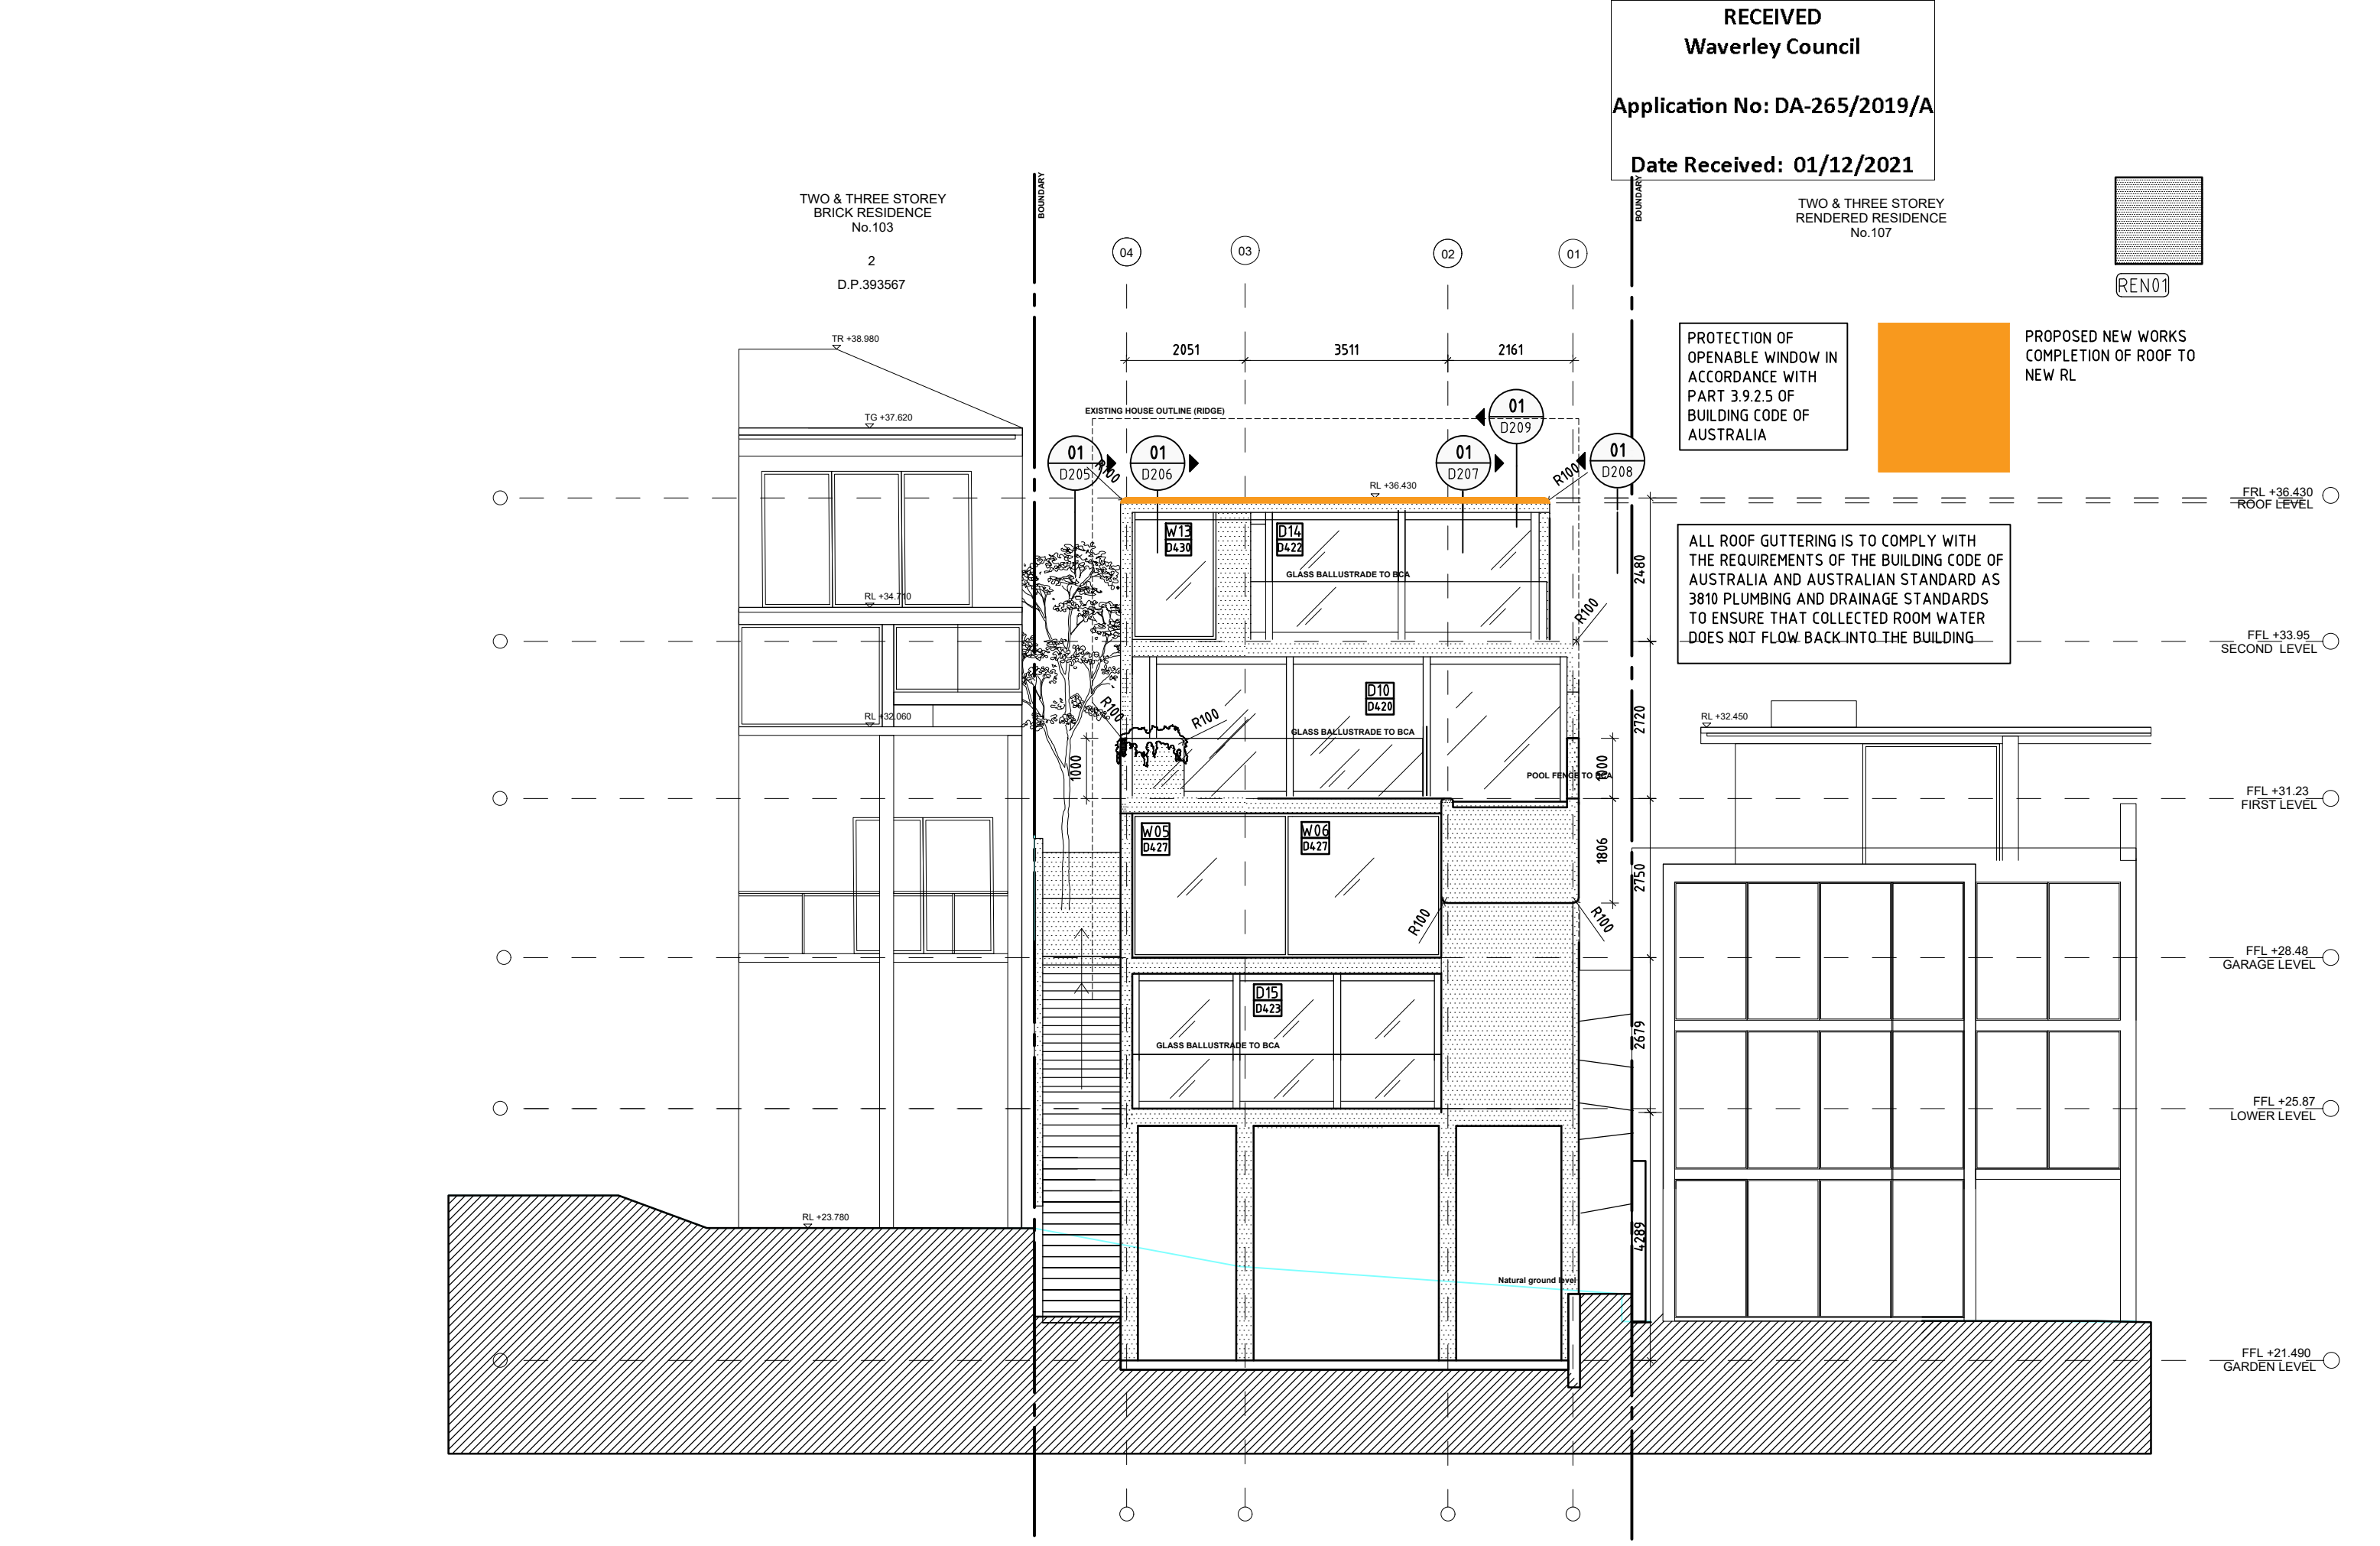 RECEIVED
Waverley Council
Application No: DA-265/2019/A
Date Received: 01/12/2021
BOUNDARY
BOUNDARY
TWO & THREE STOREY
BRICK RESIDENCE
No.103
2
D.P.393567
TWO & THREE STOREY
RENDERED RESIDENCE
No.107
REN01
04
03
02
01
2051
3511
2161
PROTECTION OF
OPENABLE WINDOW IN
ACCORDANCE WITH
PART 3.9.2.5 OF
BUILDING CODE OF
AUSTRALIA
PROPOSED NEW WORKS
COMPLETION OF ROOF TO
NEW RL
TR +38.980
TG +37.620
EXISTING HOUSE OUTLINE (RIDGE)
01
D209
01
D205
01
D206
01
D207
01
D208
R100
R100
RL +36.430
FRL +36.430
ROOF LEVEL
W13
D430
D14
D422
GLASS BALLUSTRADE TO BCA
2480
ALL ROOF GUTTERING IS TO COMPLY WITH
THE REQUIREMENTS OF THE BUILDING CODE OF
AUSTRALIA AND AUSTRALIAN STANDARD AS
3810 PLUMBING AND DRAINAGE STANDARDS
TO ENSURE THAT COLLECTED ROOM WATER
DOES NOT FLOW BACK INTO THE BUILDING
RL +34.710
R100
FFL +33.95
SECOND LEVEL
D10
D420
R100
R100
GLASS BALLUSTRADE TO BCA
2720
RL +32.060
RL +32.450
1000
POOL FENCE TO BCA
1000
FFL +31.23
FIRST LEVEL
W05
D427
W06
D427
1806
2750
R100
R100
FFL +28.48
GARAGE LEVEL
D15
D423
GLASS BALLUSTRADE TO BCA
2679
FFL +25.87
LOWER LEVEL
RL +23.780
4289
Natural ground level
FFL +21.490
GARDEN LEVEL